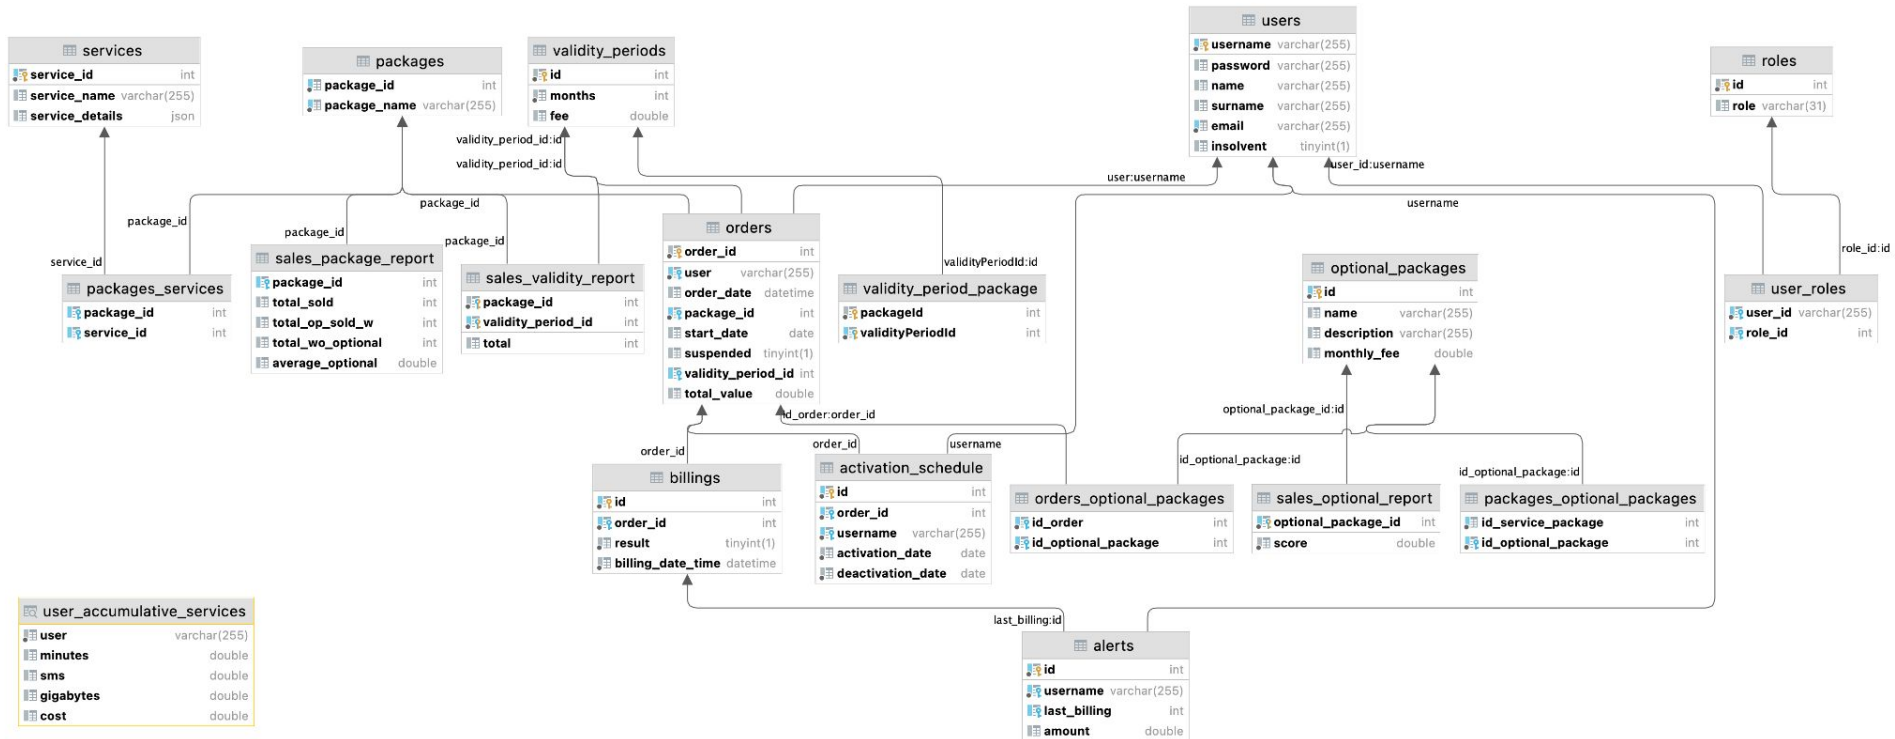 services
service_id int
service_name varchar(255)
service_details json
packages
package_id int
package_name varchar(255)
validity_periods
id int
months int
fee double
users
username varchar(255)
password varchar(255)
name varchar(255)
surname varchar(255)
email varchar(255)
insolvent tinyint(1)
roles
id int
role varchar(31)
validity_period_id:id
validity_period_id:id
user:username
user_id:username
package_id
package_id
package_id
package_id
username
service_id
validityPeriodId:id
role_id:id
packages_services
package_id int
service_id int
sales_package_report
package_id int
total_sold int
total_op_sold_w int
total_wo_optional int
average_optional double
sales_validity_report
package_id int
validity_period_id int
total int
orders
order_id int
user varchar(255)
order_date datetime
package_id int
start_date date
suspended tinyint(1)
validity_period_id int
total_value double
validity_period_package
packageId int
validityPeriodId int
optional_packages
id int
name varchar(255)
description varchar(255)
monthly_fee double
user_roles
user_id varchar(255)
role_id int
id_order:order_id
optional_package_id:id
order_id
order_id
username
id_optional_package:id
id_optional_package:id
billings
id int
order_id int
result tinyint(1)
billing_date_time datetime
activation_schedule
id int
order_id int
username varchar(255)
activation_date date
deactivation_date date
orders_optional_packages
id_order int
id_optional_package int
sales_optional_report
optional_package_id int
score double
packages_optional_packages
id_service_package int
id_optional_package int
user_accumulative_services
user varchar(255)
minutes double
sms double
gigabytes double
cost double
last_billing:id
alerts
id int
username varchar(255)
last_billing int
amount double